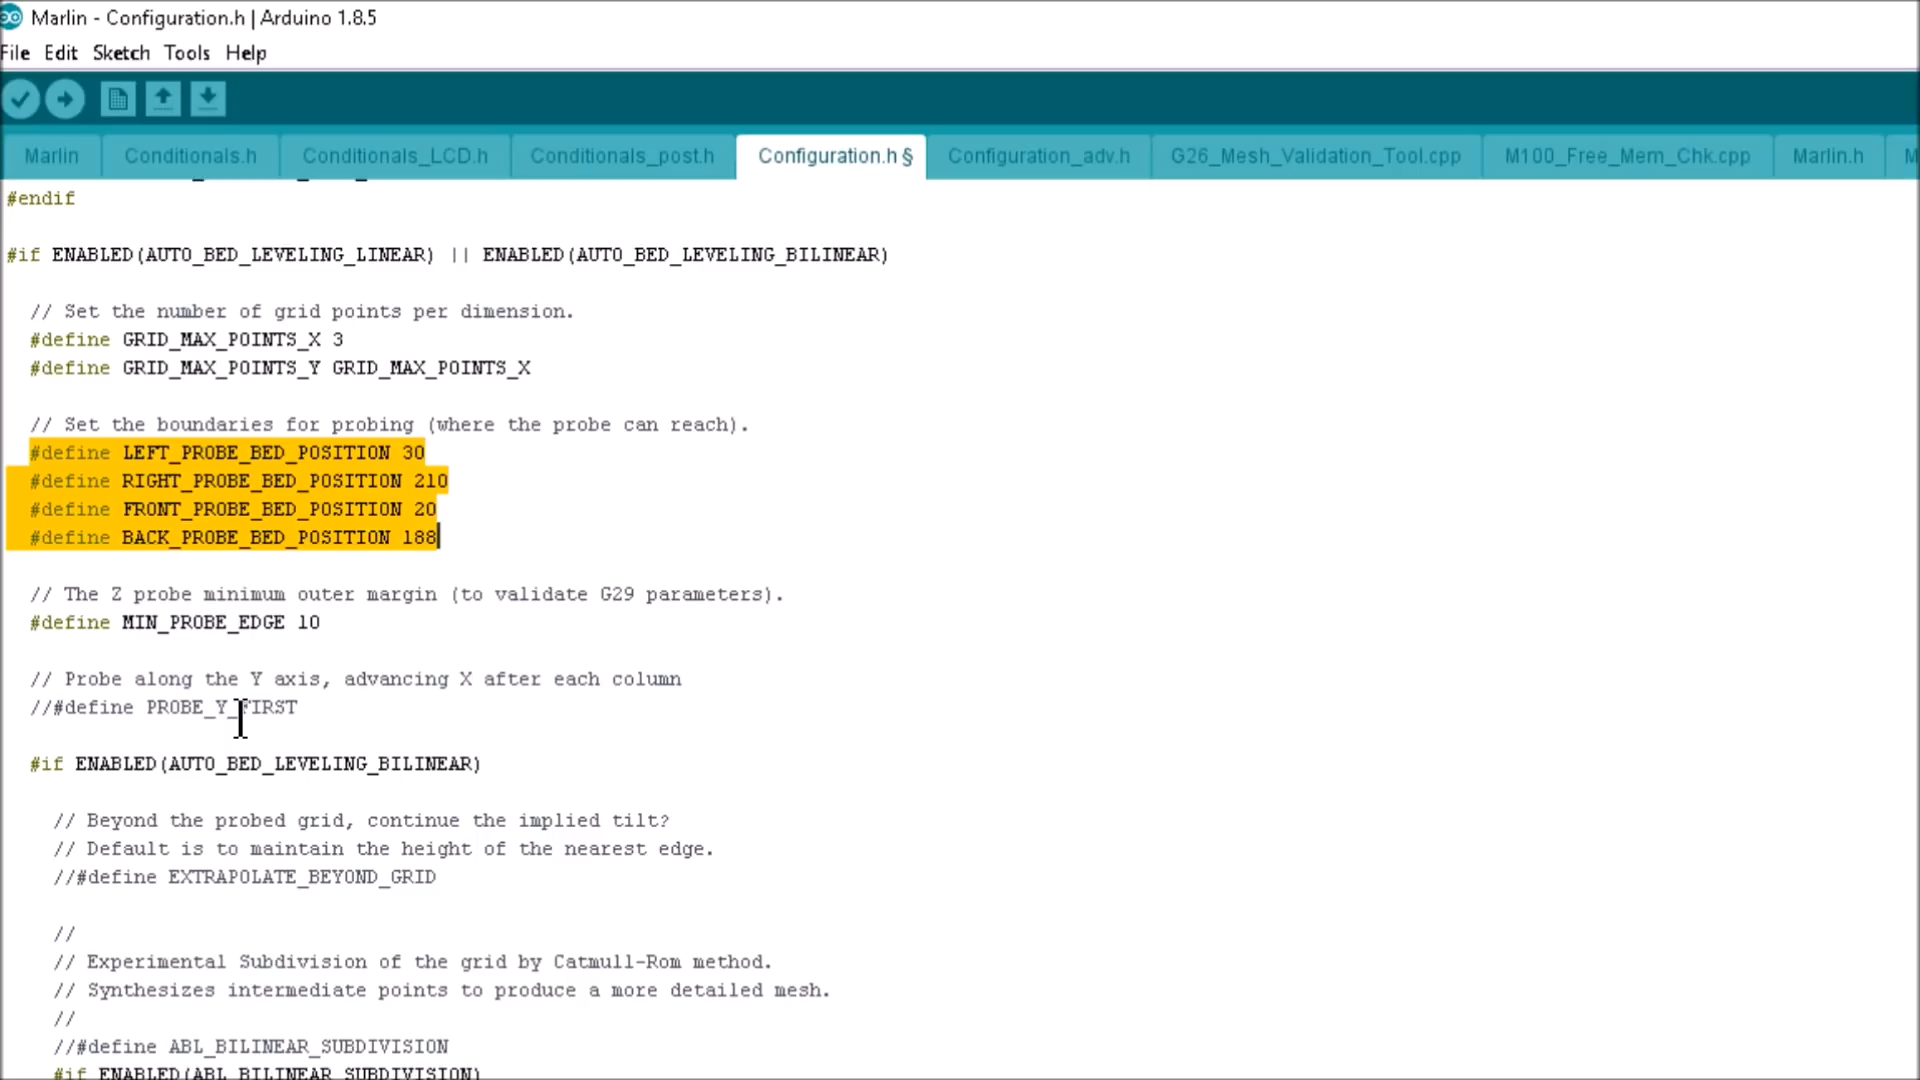 Marlin - Configuration.h | Arduino 1.8.5
File Edit Sketch Tools Help
Marlin Conditionals.h Conditionals_LCD.h Conditionals_post.h Configuration.h § Configuration_adv.h G26_Mesh_Validation_Tool.cpp M100_Free_Mem_Chk.cpp Marlin.h M
#endif
#if ENABLED(AUTO_BED_LEVELING_LINEAR) || ENABLED(AUTO_BED_LEVELING_BILINEAR)
// Set the number of grid points per dimension.
#define GRID_MAX_POINTS_X 3
#define GRID_MAX_POINTS_Y GRID_MAX_POINTS_X
// Set the boundaries for probing (where the probe can reach).
#define LEFT_PROBE_BED_POSITION 30
#define RIGHT_PROBE_BED_POSITION 210
#define FRONT_PROBE_BED_POSITION 20
#define BACK_PROBE_BED_POSITION 188
// The Z probe minimum outer margin (to validate G29 parameters).
#define MIN_PROBE_EDGE 10
// Probe along the Y axis, advancing X after each column
//#define PROBE_Y_FIRST
#if ENABLED(AUTO_BED_LEVELING_BILINEAR)
// Beyond the probed grid, continue the implied tilt?
// Default is to maintain the height of the nearest edge.
//#define EXTRAPOLATE_BEYOND_GRID
//
// Experimental Subdivision of the grid by Catmull-Rom method.
// Synthesizes intermediate points to produce a more detailed mesh.
//
//#define ABL_BILINEAR_SUBDIVISION
#if ENABLED(ABL_BILINEAR_SUBDIVISION)